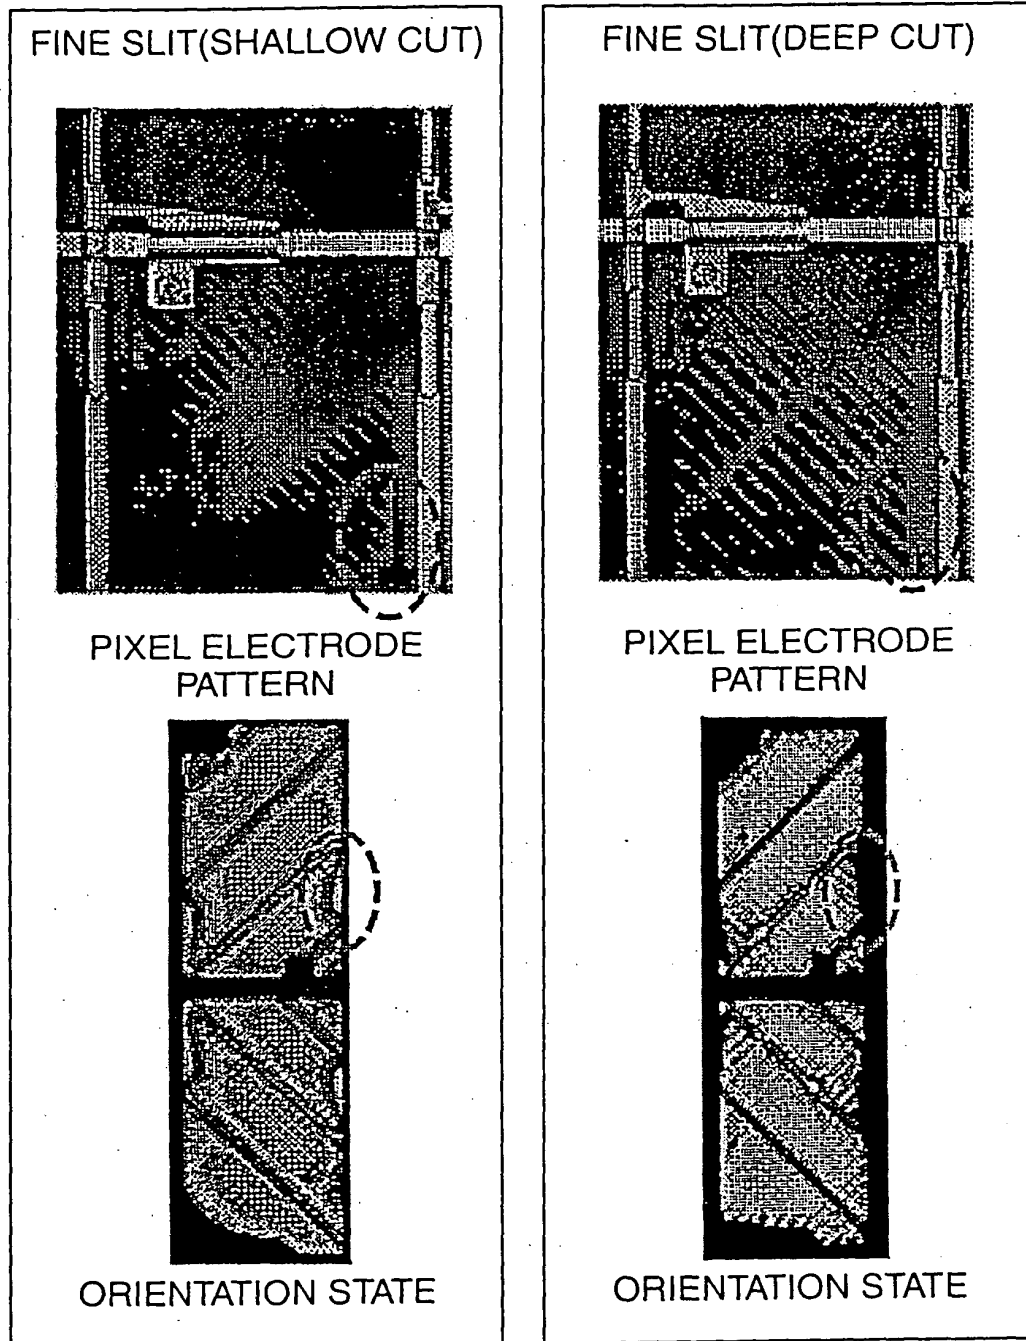 FINE SLIT(SHALLOW CUT)
PIXEL ELECTRODE
PATTERN
ORIENTATION STATE
FINE SLIT(DEEP CUT)
PIXEL ELECTRODE
PATTERN
ORIENTATION STATE